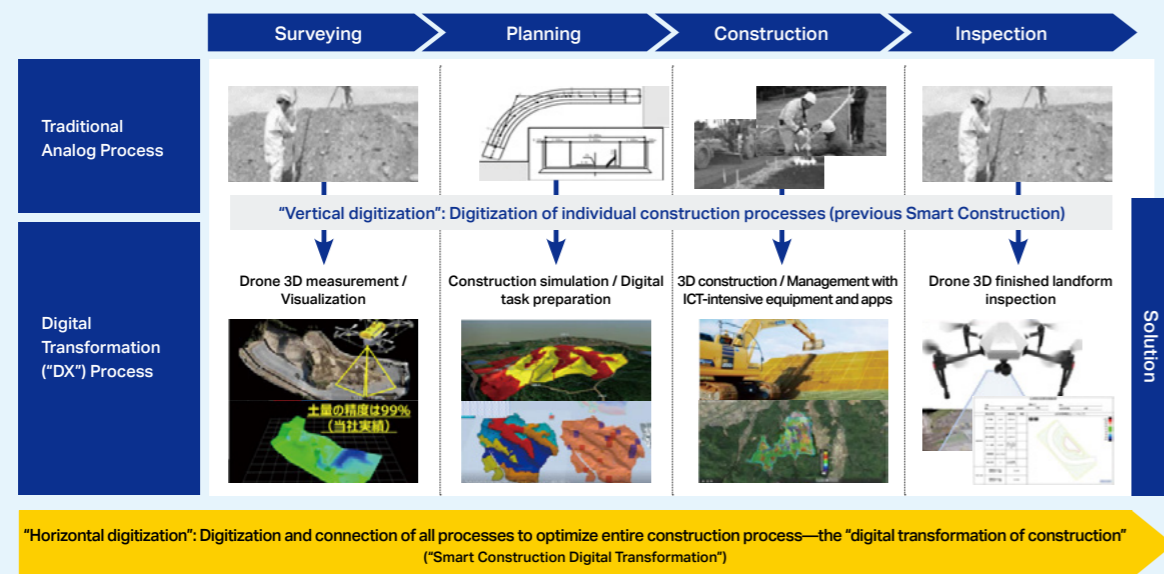 Surveying
Planning
Construction
Inspection
Traditional
Analog Process
“Vertical digitization”: Digitization of individual construction processes (previous Smart Construction)
Digital
Transformation
(“DX”) Process
Drone 3D measurement /
Visualization
Construction simulation / Digital
task preparation
3D construction / Management with
ICT-intensive equipment and apps
Drone 3D finished landform
inspection
土量の精度は99%
（当社実績）
Solution
“Horizontal digitization”: Digitization and connection of all processes to optimize entire construction process—the “digital transformation of construction”
(“Smart Construction Digital Transformation”)